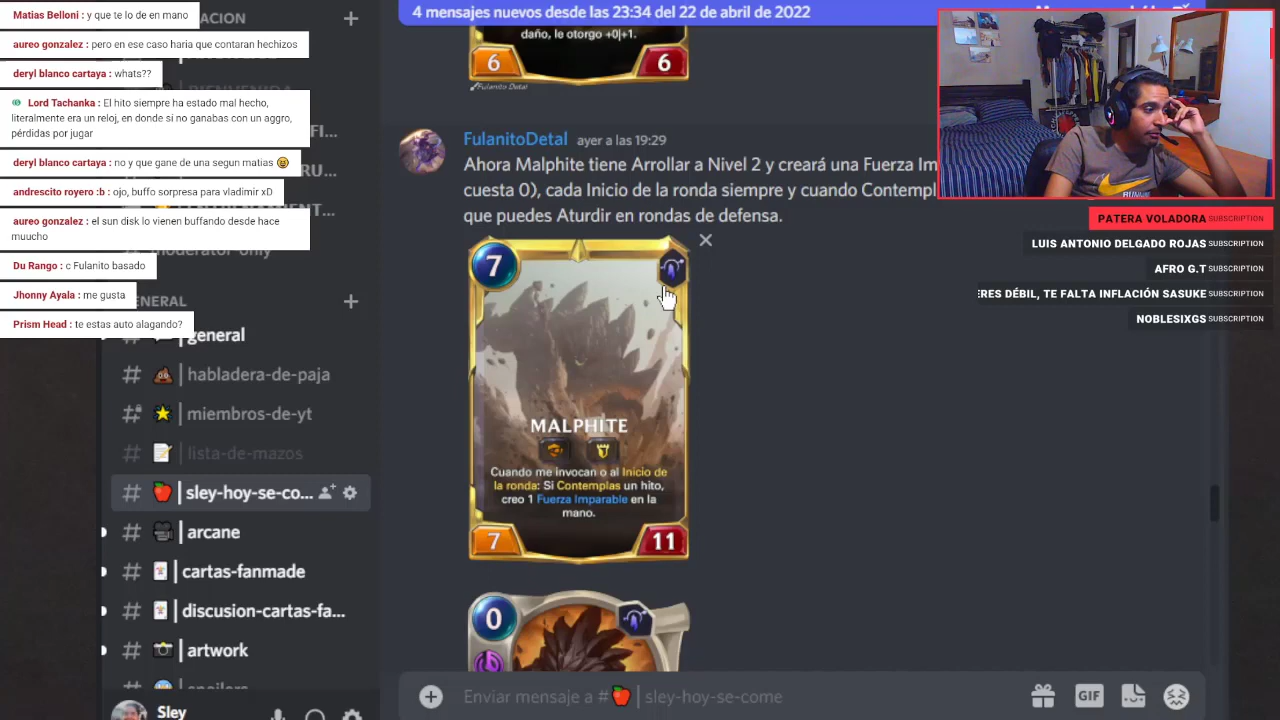 Matias Belloni : y que te lo de en mano
aureo gonzalez : pero en ese caso haria que contaran hechizos
deryl blanco cartaya : whats??
Lord Tachanka : El hito siempre ha estado mal hecho,
literalmente era un reloj, en donde si no ganabas con un aggro,
pérdidas por jugar
deryl blanco cartaya : no y que gane de una segun matias
andrescito royero :b : ojo, buffo sorpresa para vladimir xD
aureo gonzalez : el sun disk lo vienen buffando desde hace
muucho
Du Rango : c Fulanito basado
Jhonny Ayala : me gusta
Prism Head : te estas auto alagando?
GENERAL
general
habladera-de-paja
miembros-de-yt
lista-de-mazos
sley-hoy-se-co...
arcane
cartas-fanmade
discusion-cartas-fa...
artwork
Sley
4 mensajes nuevos desde las 23:34 del 22 de abril de 2022
daño, le otorgo +0|+1.
6 6
Fulanito Detal
FulanitoDetal ayer a las 19:29
Ahora Malphite tiene Arrollar a Nivel 2 y creará una Fuerza Im
cuesta 0), cada Inicio de la ronda siempre y cuando Contempl
que puedes Aturdir en rondas de defensa.
7
MALPHITE
Cuando me invocan o al Inicio de
la ronda: Si Contemplas un hito,
creo 1 Fuerza Imparable en la
mano.
7 11
0
Enviar mensaje a # | sley-hoy-se-come
GIF
PATERA VOLADORA SUBSCRIPTION
LUIS ANTONIO DELGADO ROJAS SUBSCRIPTION
AFRO G.T SUBSCRIPTION
ERES DÉBIL, TE FALTA INFLACIÓN SASUKE SUBSCRIPTION
NOBLESIXGS SUBSCRIPTION